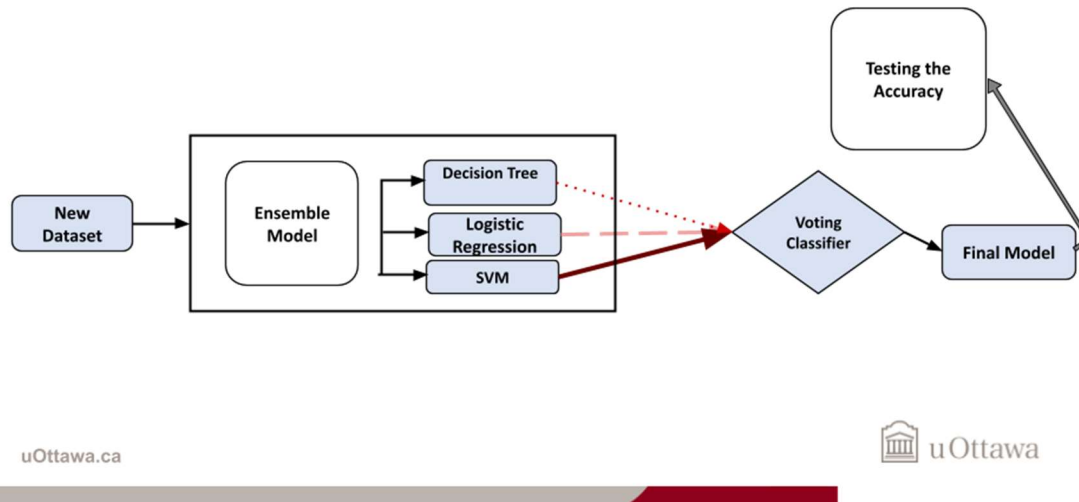 Testing the
Accuracy
Decision Tree
New
Dataset
Ensemble
Model
Logistic
Regression
SVM
Voting
Classifier
Final Model
uOttawa.ca
uOttawa